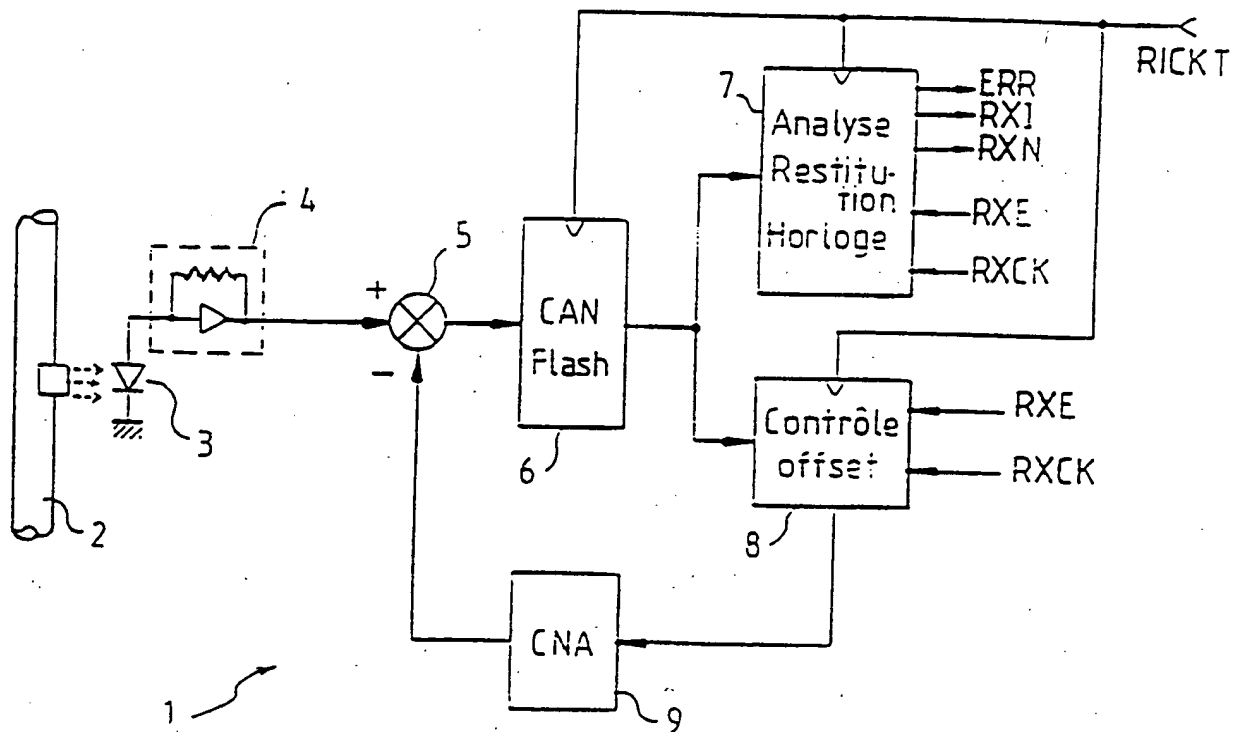 RICKT
7
Analyse
Restitu-
tion
Horloge
ERR
RXI
RXN
RXE
RXCK
4
5
+
-
CAN
Flash
6
3
2
Contrôle
offset
8
RXE
RXCK
CNA
9
1